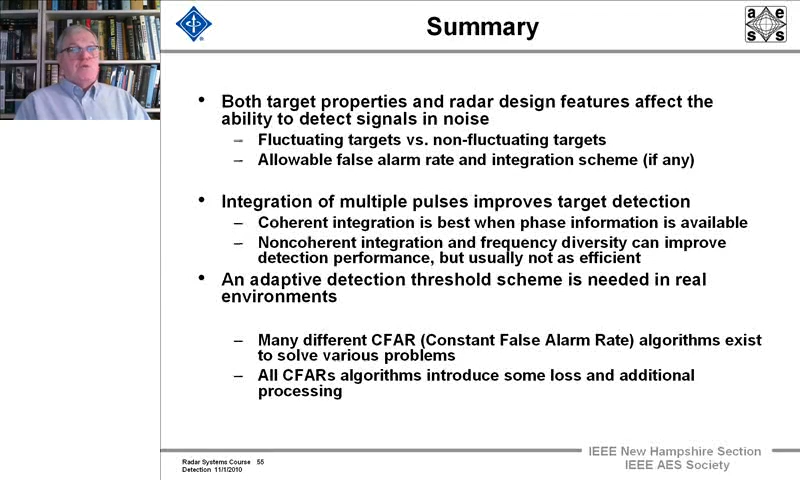 Summary
a e
s s
• Both target properties and radar design features affect the
ability to detect signals in noise
– Fluctuating targets vs. non-fluctuating targets
– Allowable false alarm rate and integration scheme (if any)
• Integration of multiple pulses improves target detection
– Coherent integration is best when phase information is available
– Noncoherent integration and frequency diversity can improve
detection performance, but usually not as efficient
• An adaptive detection threshold scheme is needed in real
environments
– Many different CFAR (Constant False Alarm Rate) algorithms exist
to solve various problems
– All CFARs algorithms introduce some loss and additional
processing
Radar Systems Course 55
Detection 11/1/2010
IEEE New Hampshire Section
IEEE AES Society